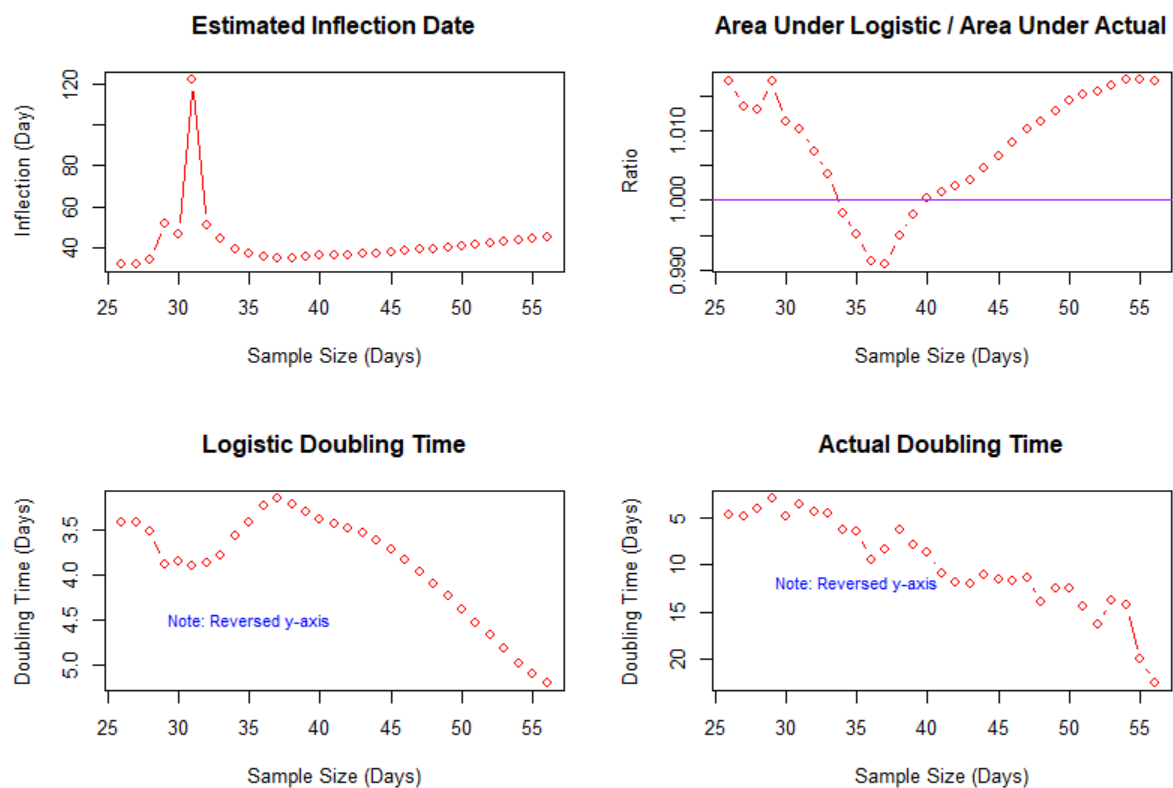 Estimated Inflection Date
Inflection (Day)
120
80
60
40
25 30 35 40 45 50 55
Sample Size (Days)
Area Under Logistic / Area Under Actual
Ratio
1.010
1.000
0.990
25 30 35 40 45 50 55
Sample Size (Days)
Logistic Doubling Time
Doubling Time (Days)
3.5
4.0
4.5
5.0
Note: Reversed y-axis
25 30 35 40 45 50 55
Sample Size (Days)
Actual Doubling Time
Doubling Time (Days)
5
10
15
20
Note: Reversed y-axis
25 30 35 40 45 50 55
Sample Size (Days)